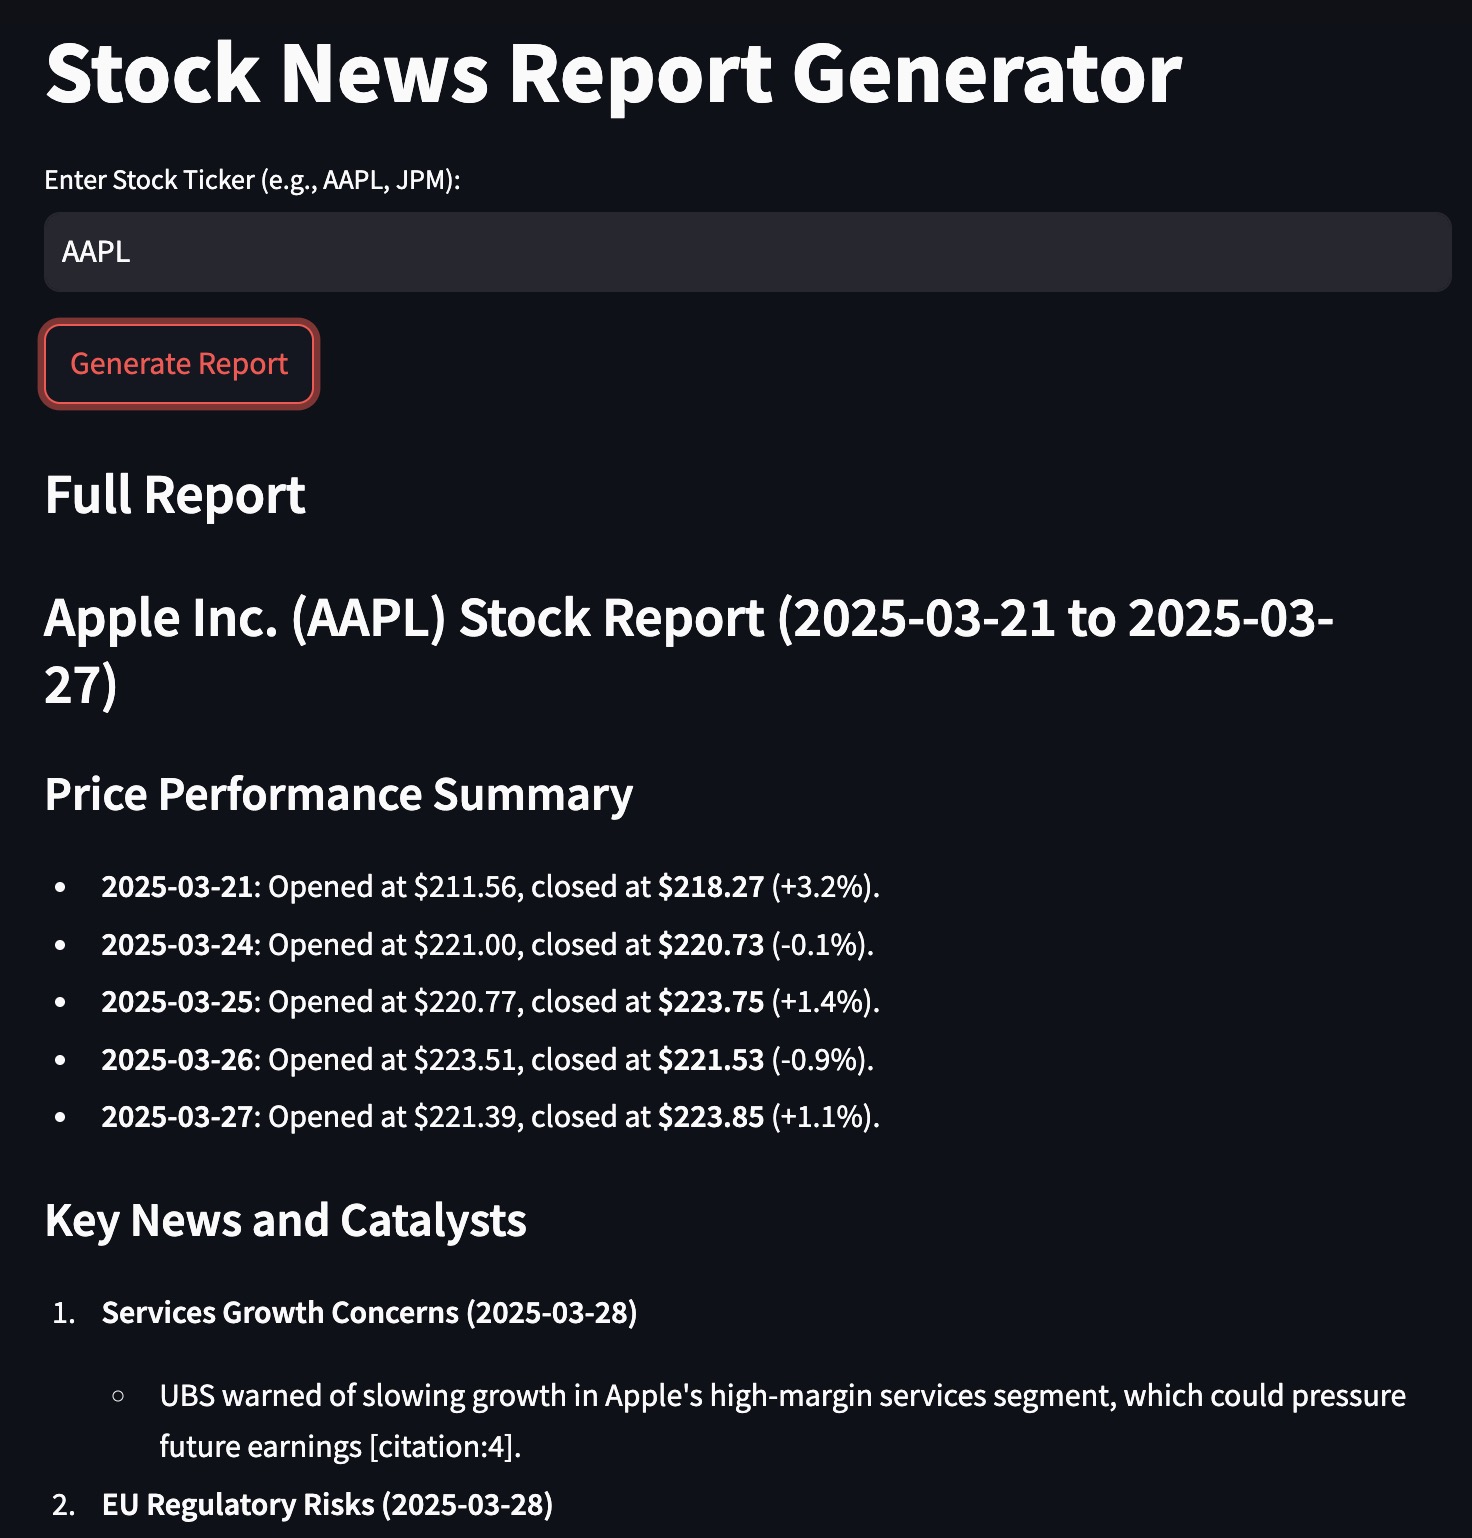 Stock News Report Generator
Enter Stock Ticker (e.g., AAPL, JPM):
AAPL
Generate Report
Full Report
Apple Inc. (AAPL) Stock Report (2025-03-21 to 2025-03-
27)
Price Performance Summary
• 2025-03-21: Opened at $211.56, closed at $218.27 (+3.2%).
• 2025-03-24: Opened at $221.00, closed at $220.73 (-0.1%).
• 2025-03-25: Opened at $220.77, closed at $223.75 (+1.4%).
• 2025-03-26: Opened at $223.51, closed at $221.53 (-0.9%).
• 2025-03-27: Opened at $221.39, closed at $223.85 (+1.1%).
Key News and Catalysts
1. Services Growth Concerns (2025-03-28)
○ UBS warned of slowing growth in Apple's high-margin services segment, which could pressure
future earnings [citation:4].
2. EU Regulatory Risks (2025-03-28)